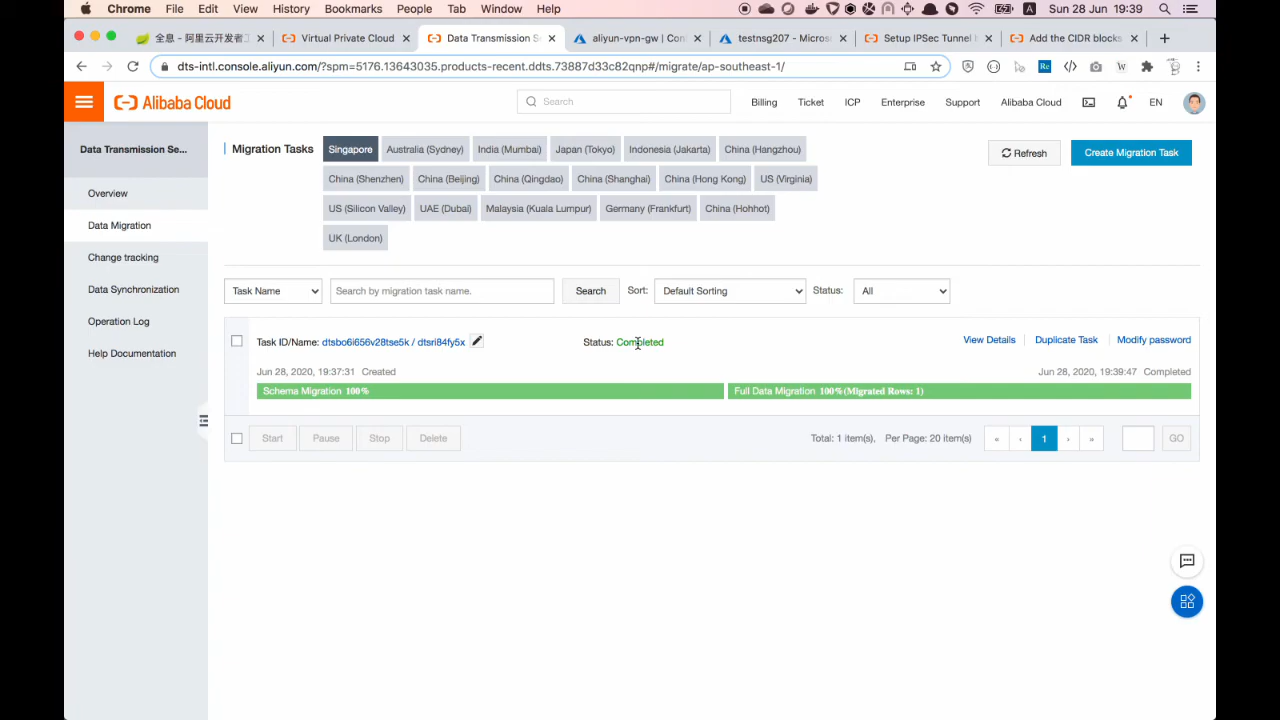 Chrome File Edit View History Bookmarks People Tab Window Help Sun 28 Jun 19:39
全息 - 阿里云开发者 Virtual Private Cloud Data Transmission S aliyun-vpn-gw | Con testnsg207 - Micros Setup IPSec Tunnel Add the CIDR blocks
dts-intl.console.aliyun.com/?spm=5176.13643035.products-recent.ddts.73887d33c82qnp#/migrate/ap-southeast-1/
Alibaba Cloud Search Billing Ticket ICP Enterprise Support Alibaba Cloud EN
Data Transmission Se...
Overview
Data Migration
Change tracking
Data Synchronization
Operation Log
Help Documentation
Migration Tasks Singapore Australia (Sydney) India (Mumbai) Japan (Tokyo) Indonesia (Jakarta) China (Hangzhou) Refresh Create Migration Task
China (Shenzhen) China (Beijing) China (Qingdao) China (Shanghai) China (Hong Kong) US (Virginia)
US (Silicon Valley) UAE (Dubai) Malaysia (Kuala Lumpur) Germany (Frankfurt) China (Hohhot)
UK (London)
Task Name Search by migration task name. Search Sort: Default Sorting Status: All
Task ID/Name: dtsbo6i656v28tse5k / dtsri84fy5x Status: Completed View Details Duplicate Task Modify password
Jun 28, 2020, 19:37:31 Created Jun 28, 2020, 19:39:47 Completed
Schema Migration 100% Full Data Migration 100%(Migrated Rows: 1)
Start Pause Stop Delete Total: 1 item(s), Per Page: 20 item(s) « ‹ 1 › » GO